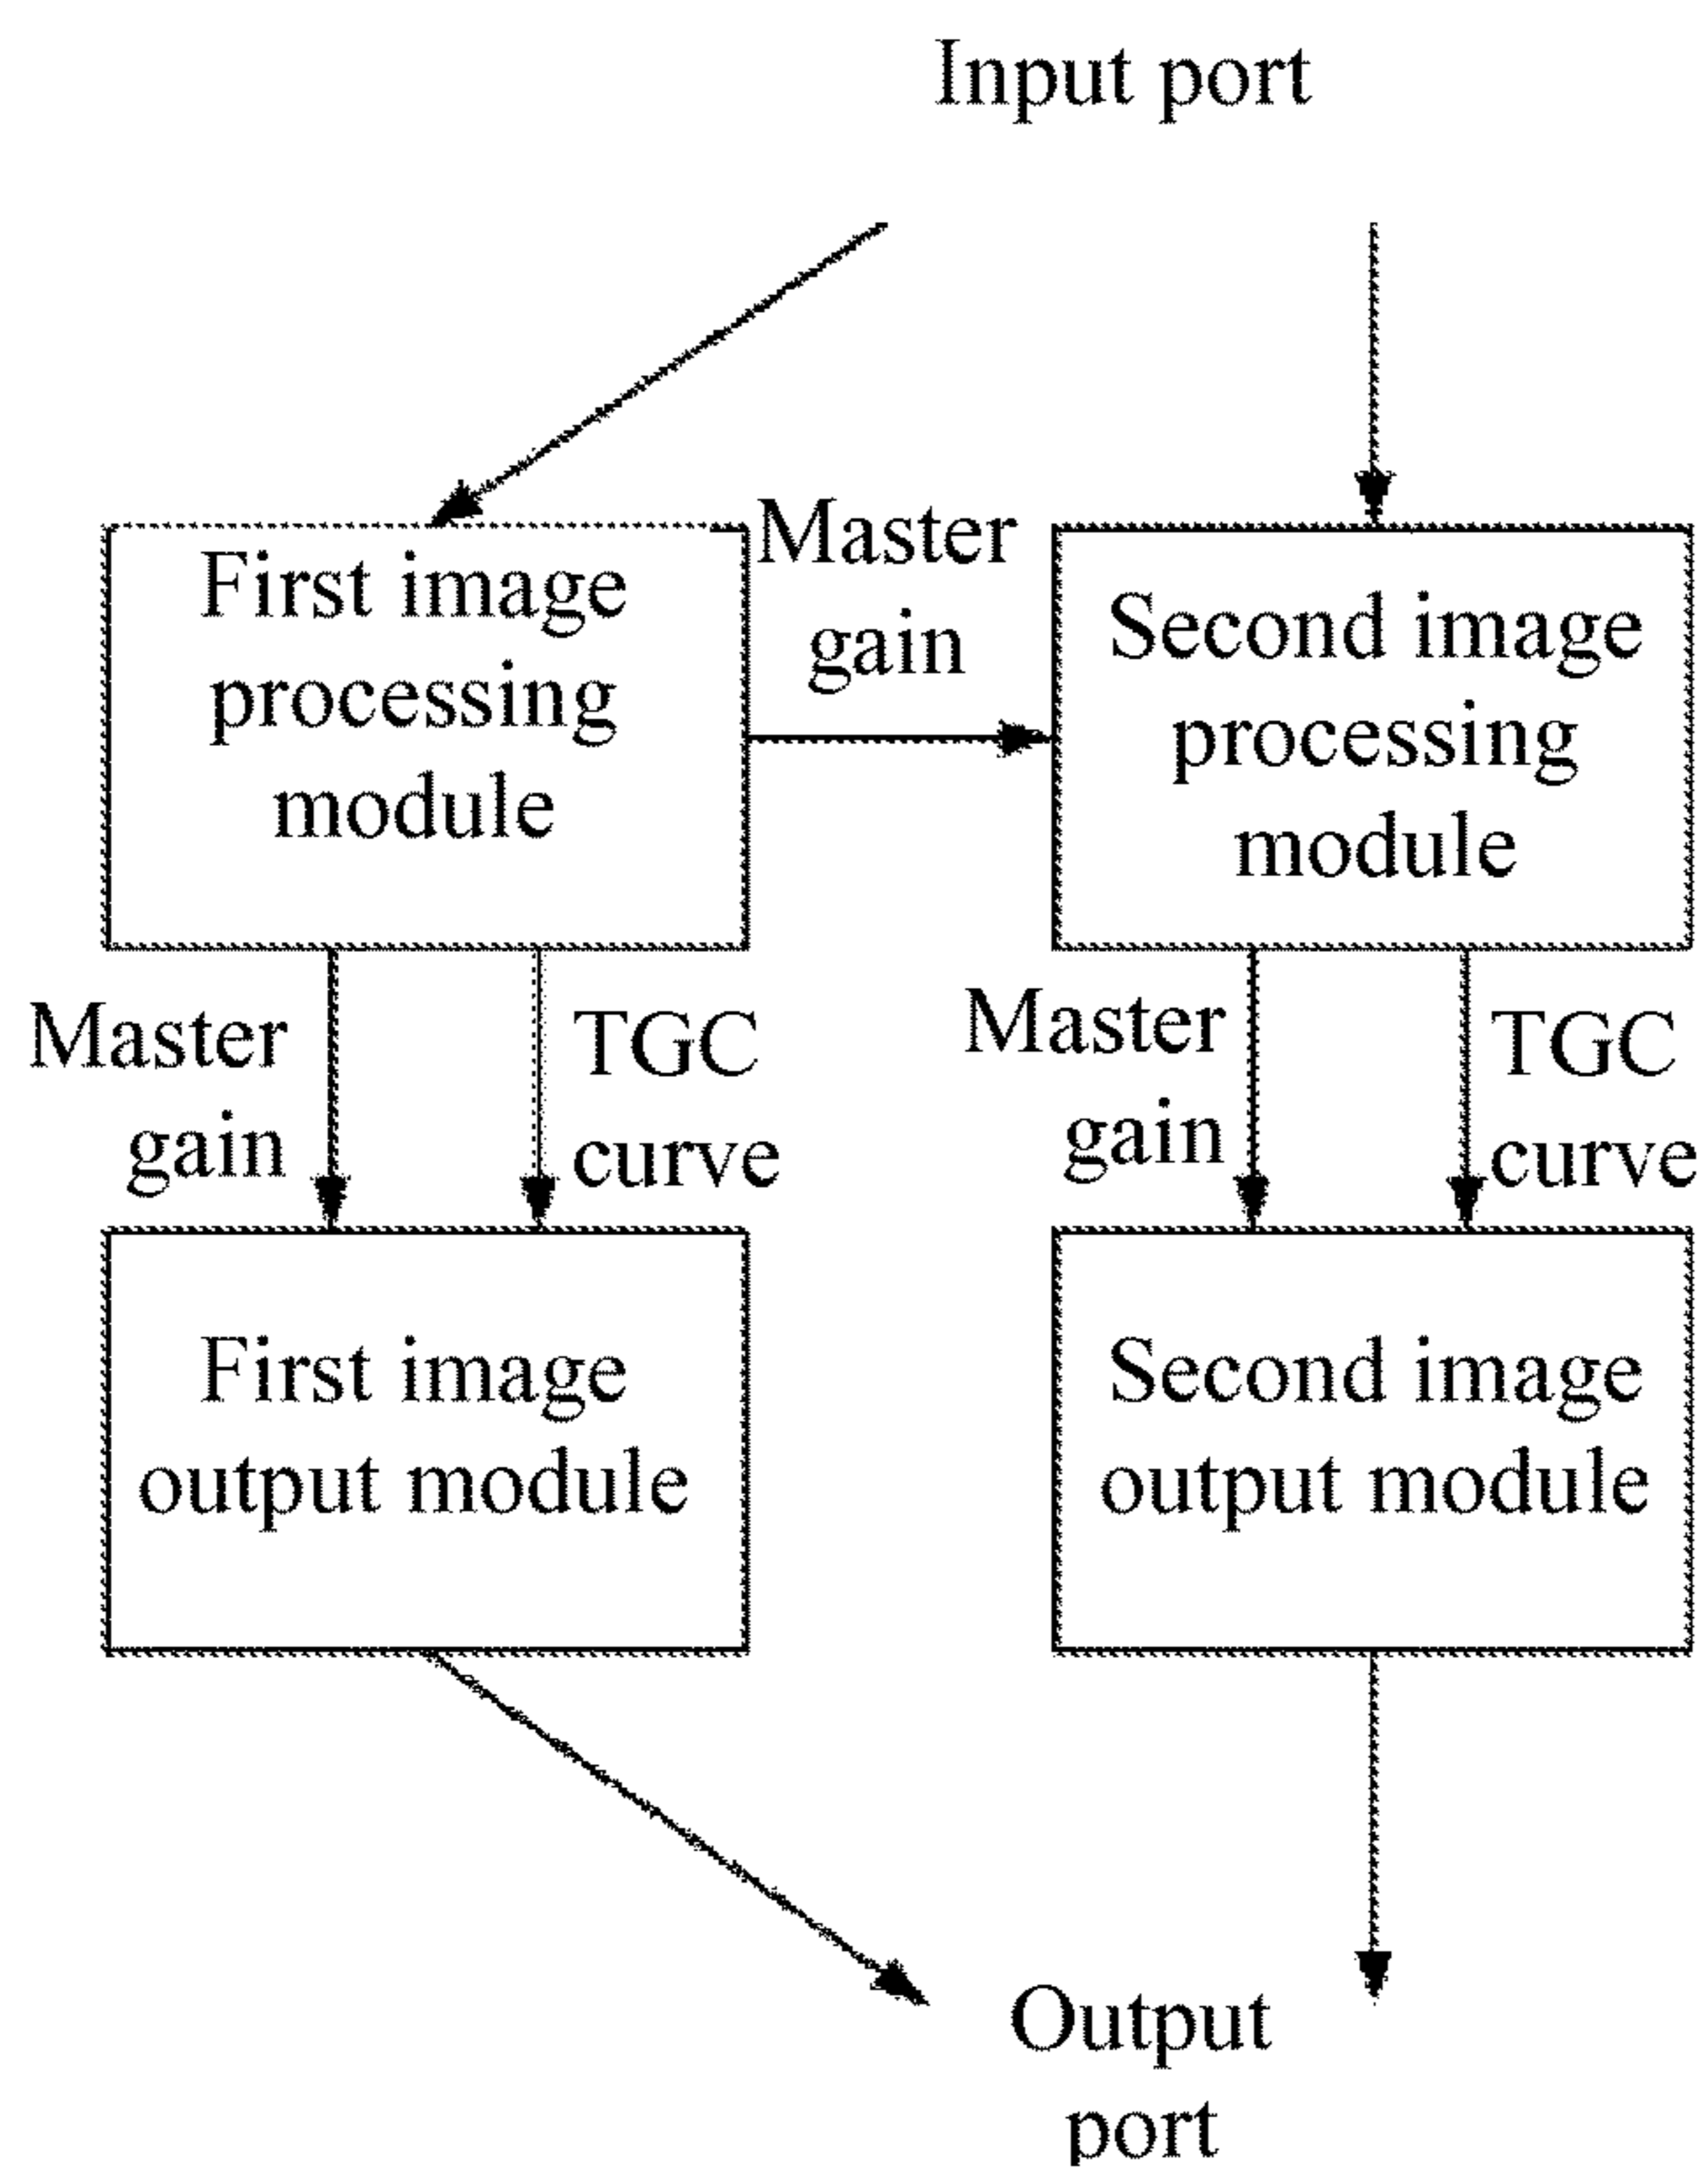 Input port
First image
processing
module
Master
gain
Second image
processing
module
Master
gain
TGC
curve
Master
gain
TGC
curve
First image
output module
Second image
output module
Output
port